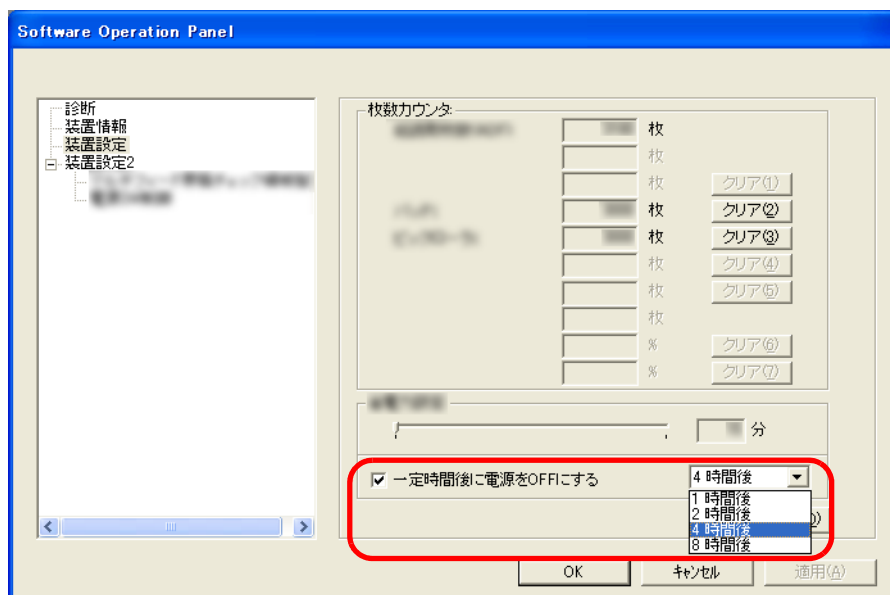 Software Operation Panel
診断
装置情報
装置設定
装置設定2
枚数カウンタ
枚
枚
枚 クリア(1)
枚 クリア(2)
枚 クリア(3)
枚 クリア(4)
枚 クリア(5)
枚
% クリア(6)
% クリア(7)
分
一定時間後に電源をOFFにする 4 時間後
1 時間後
2 時間後
4 時間後
8 時間後
OK キャンセル 適用(A)